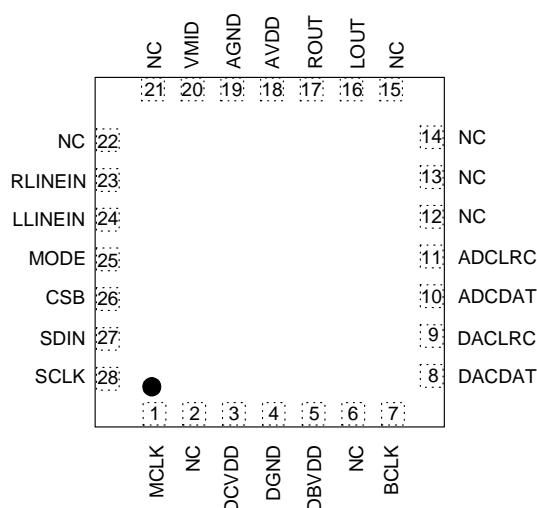 NC VMID AGND AVDD ROUT LOUT NC
21 20 19 18 17 16 15
NC 22
RLINEIN 23
LLINEIN 24
MODE 25
CSB 26
SDIN 27
SCLK 28
14 NC
13 NC
12 NC
11 ADCLRC
10 ADCDAT
9 DACLRC
8 DACDAT
1 2 3 4 5 6 7
MCLK NC DCVDD DGND DBVDD NC BCLK